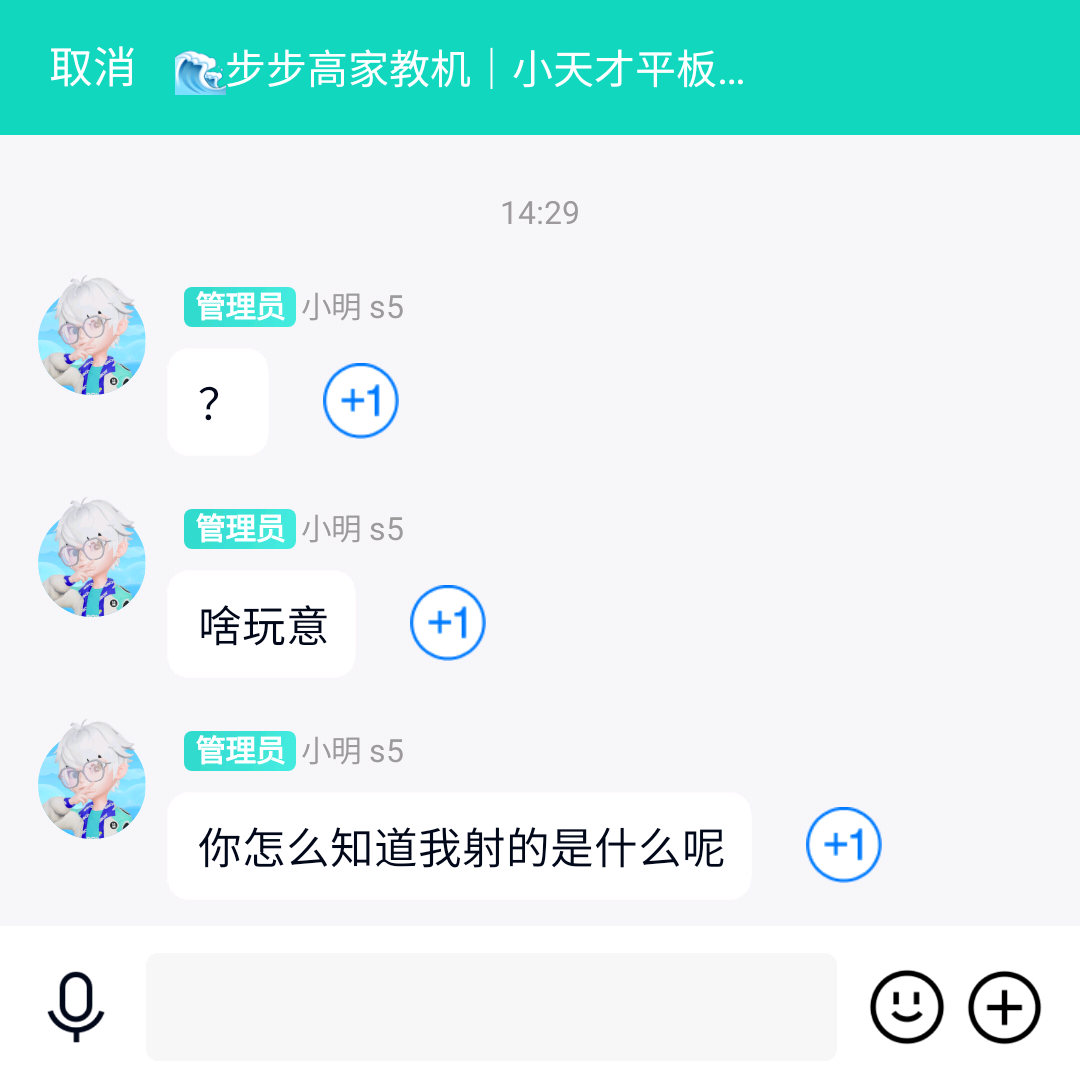 取消 🌊步步高家教机｜小天才平板...
14:29
管理员 小明 s5
？
+1
管理员 小明 s5
啥玩意
+1
管理员 小明 s5
你怎么知道我射的是什么呢
+1